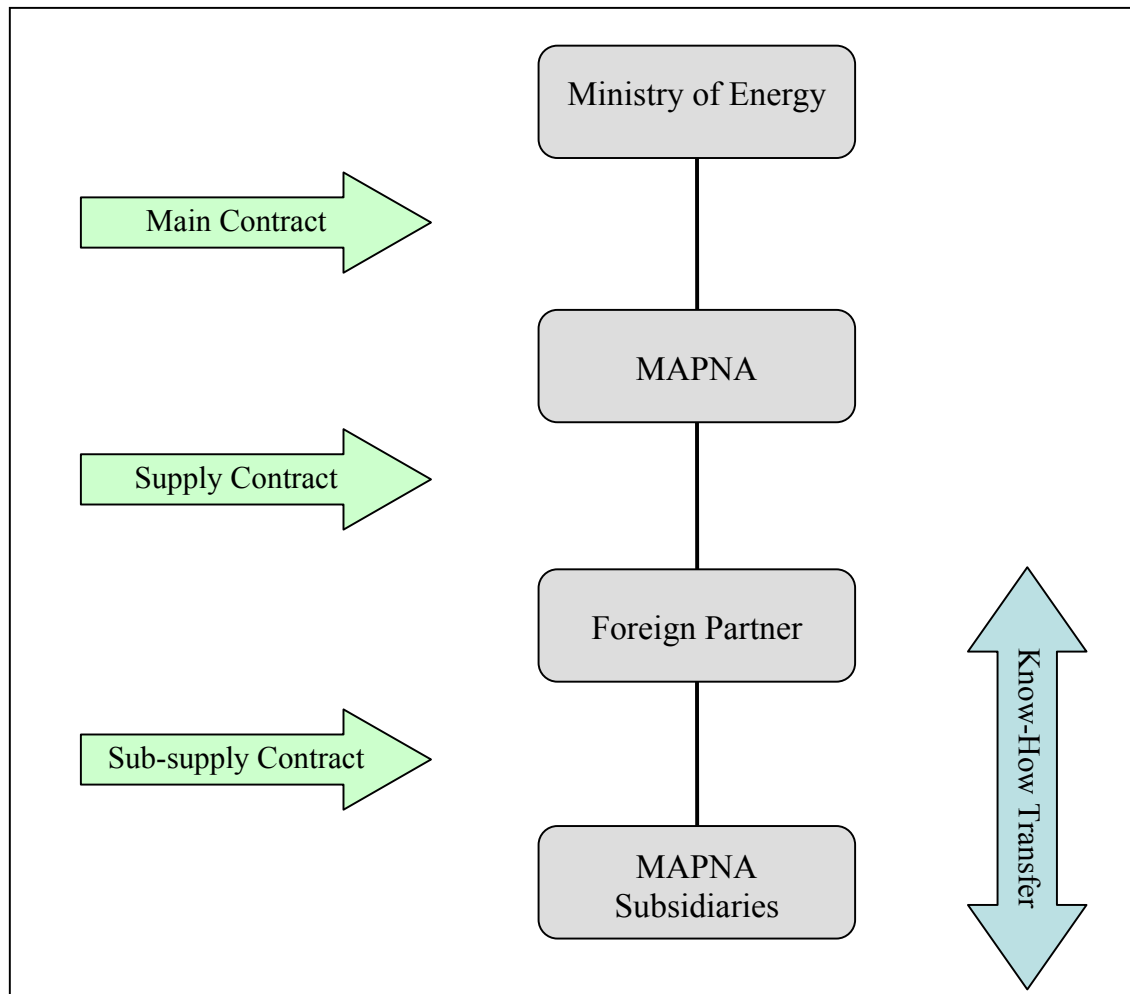 Ministry of Energy
Main Contract
MAPNA
Supply Contract
Foreign Partner
Know-How Transfer
Sub-supply Contract
MAPNA
Subsidiaries